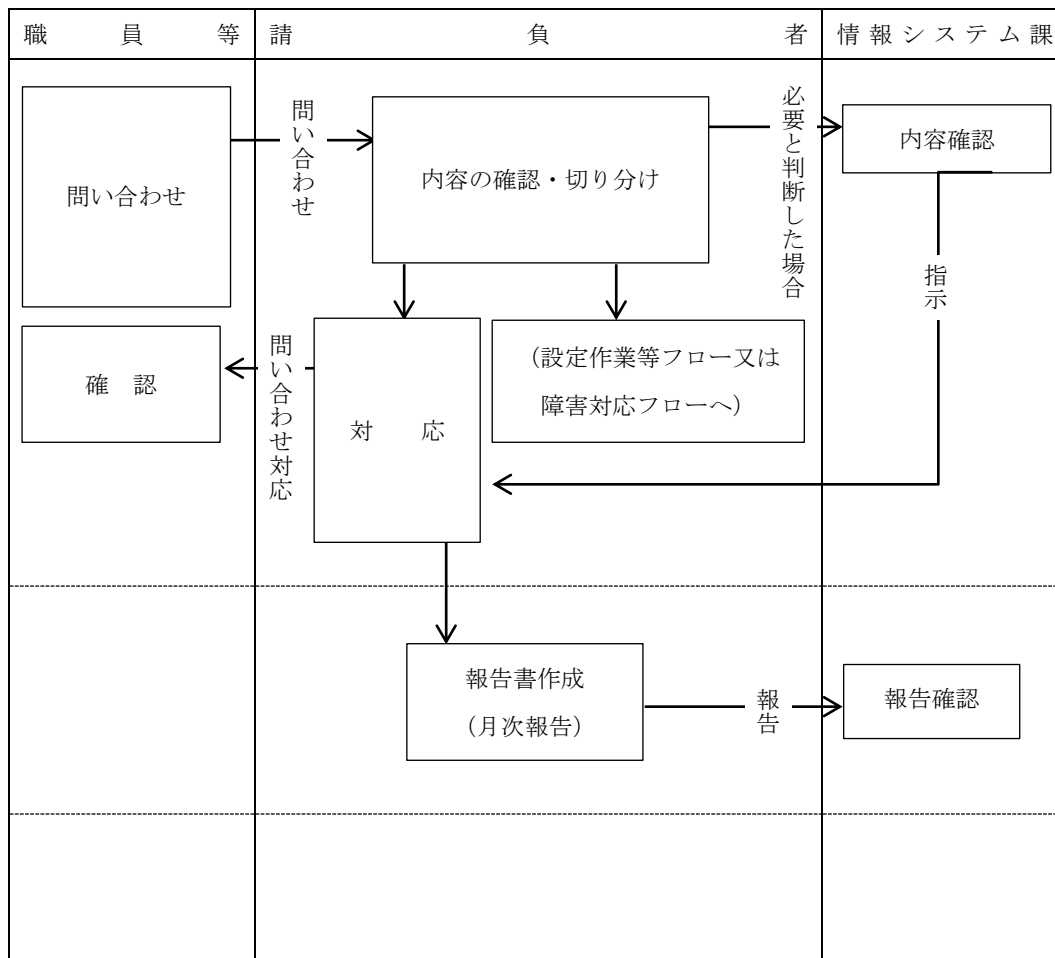 職員等
請負者
情報システム課
問い合わせ
問い合わせ
内容の確認・切り分け
必要と判断した場合
内容確認
指示
確認
問い合わせ対応
対応
（設定作業等フロー又は
障害対応フローへ）
報告書作成
（月次報告）
報告
報告確認